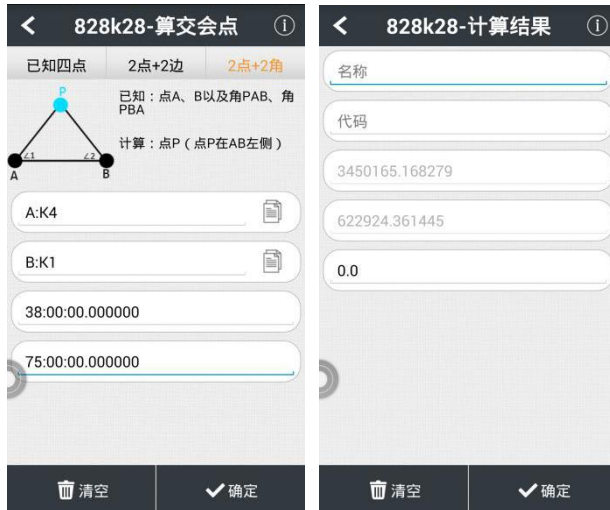 828k28-算交会点
已知四点
2点+2边
2点+2角
P
∠1
∠2
A
B
已知：点A、B以及角PAB、角
PBA
计算：点P（点P在AB左侧）
A:K4
B:K1
38:00:00.000000
75:00:00.000000
清空
确定
828k28-计算结果
名称
代码
3450165.168279
622924.361445
0.0
清空
确定